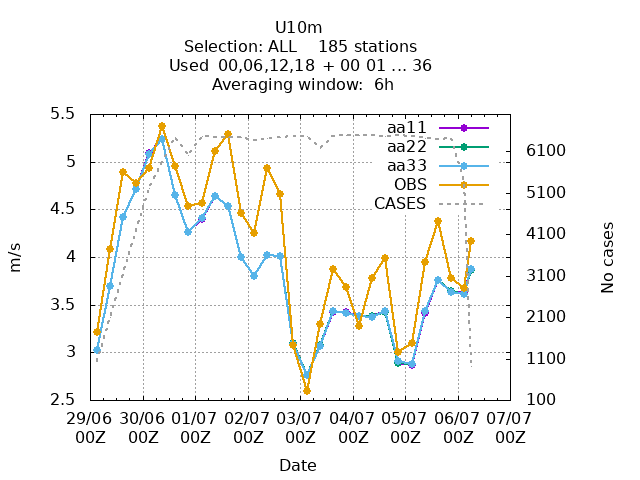 U10m
Selection: ALL    185 stations
Used  00,06,12,18 + 00 01 ... 36
Averaging window:  6h
5.5
5
4.5
4
3.5
3
2.5
m/s
aa11
aa22
aa33
OBS
CASES
6100
5100
4100
3100
2100
1100
100
No cases
29/06 30/06 01/07 02/07 03/07 04/07 05/07 06/07 07/07
00Z 00Z 00Z 00Z 00Z 00Z 00Z 00Z 00Z
Date